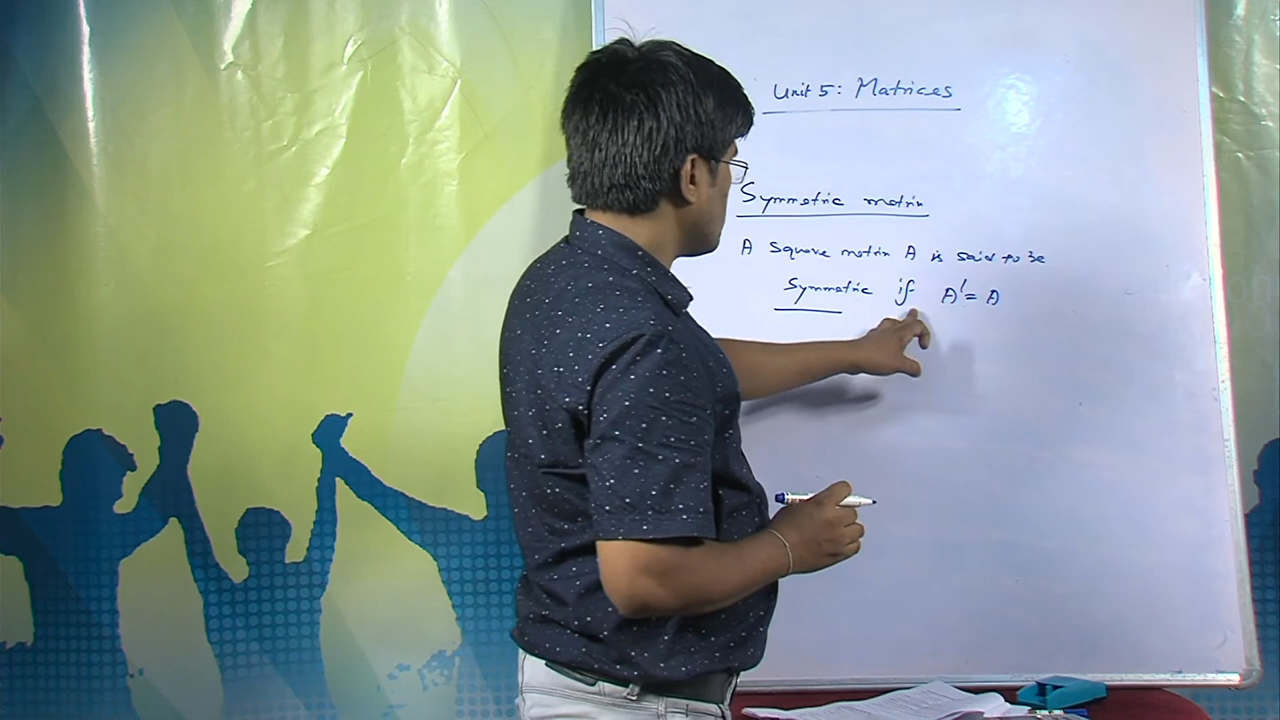 Unit 5: Matrices
Symmetric matrix
A square matrix A is said to be
Symmetric if A' = A